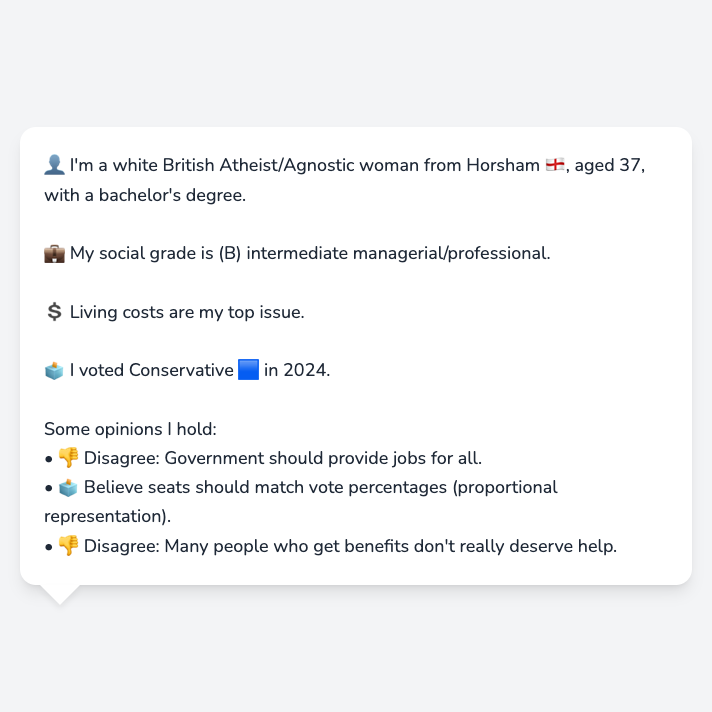 👤 I'm a white British Atheist/Agnostic woman from Horsham 🏴󠁧󠁢󠁥󠁮󠁧󠁿, aged 37,
with a bachelor's degree.
💼 My social grade is (B) intermediate managerial/professional.
💲 Living costs are my top issue.
🗳️ I voted Conservative 🟦 in 2024.
Some opinions I hold:
• 👎 Disagree: Government should provide jobs for all.
• 🗳️ Believe seats should match vote percentages (proportional
representation).
• 👎 Disagree: Many people who get benefits don't really deserve help.